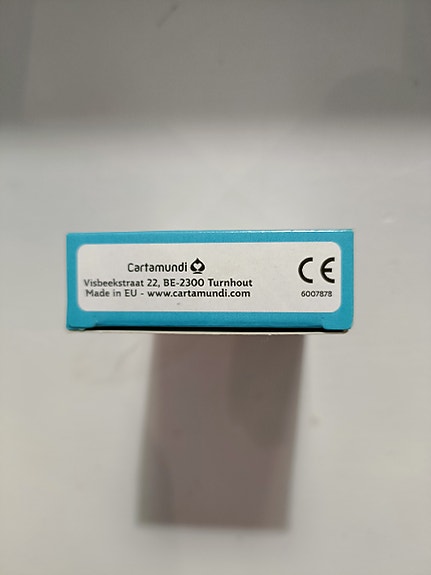 Cartamundi
Visbeekstraat 22, BE-2300 Turnhout
Made in EU - www.cartamundi.com
CE
6007878